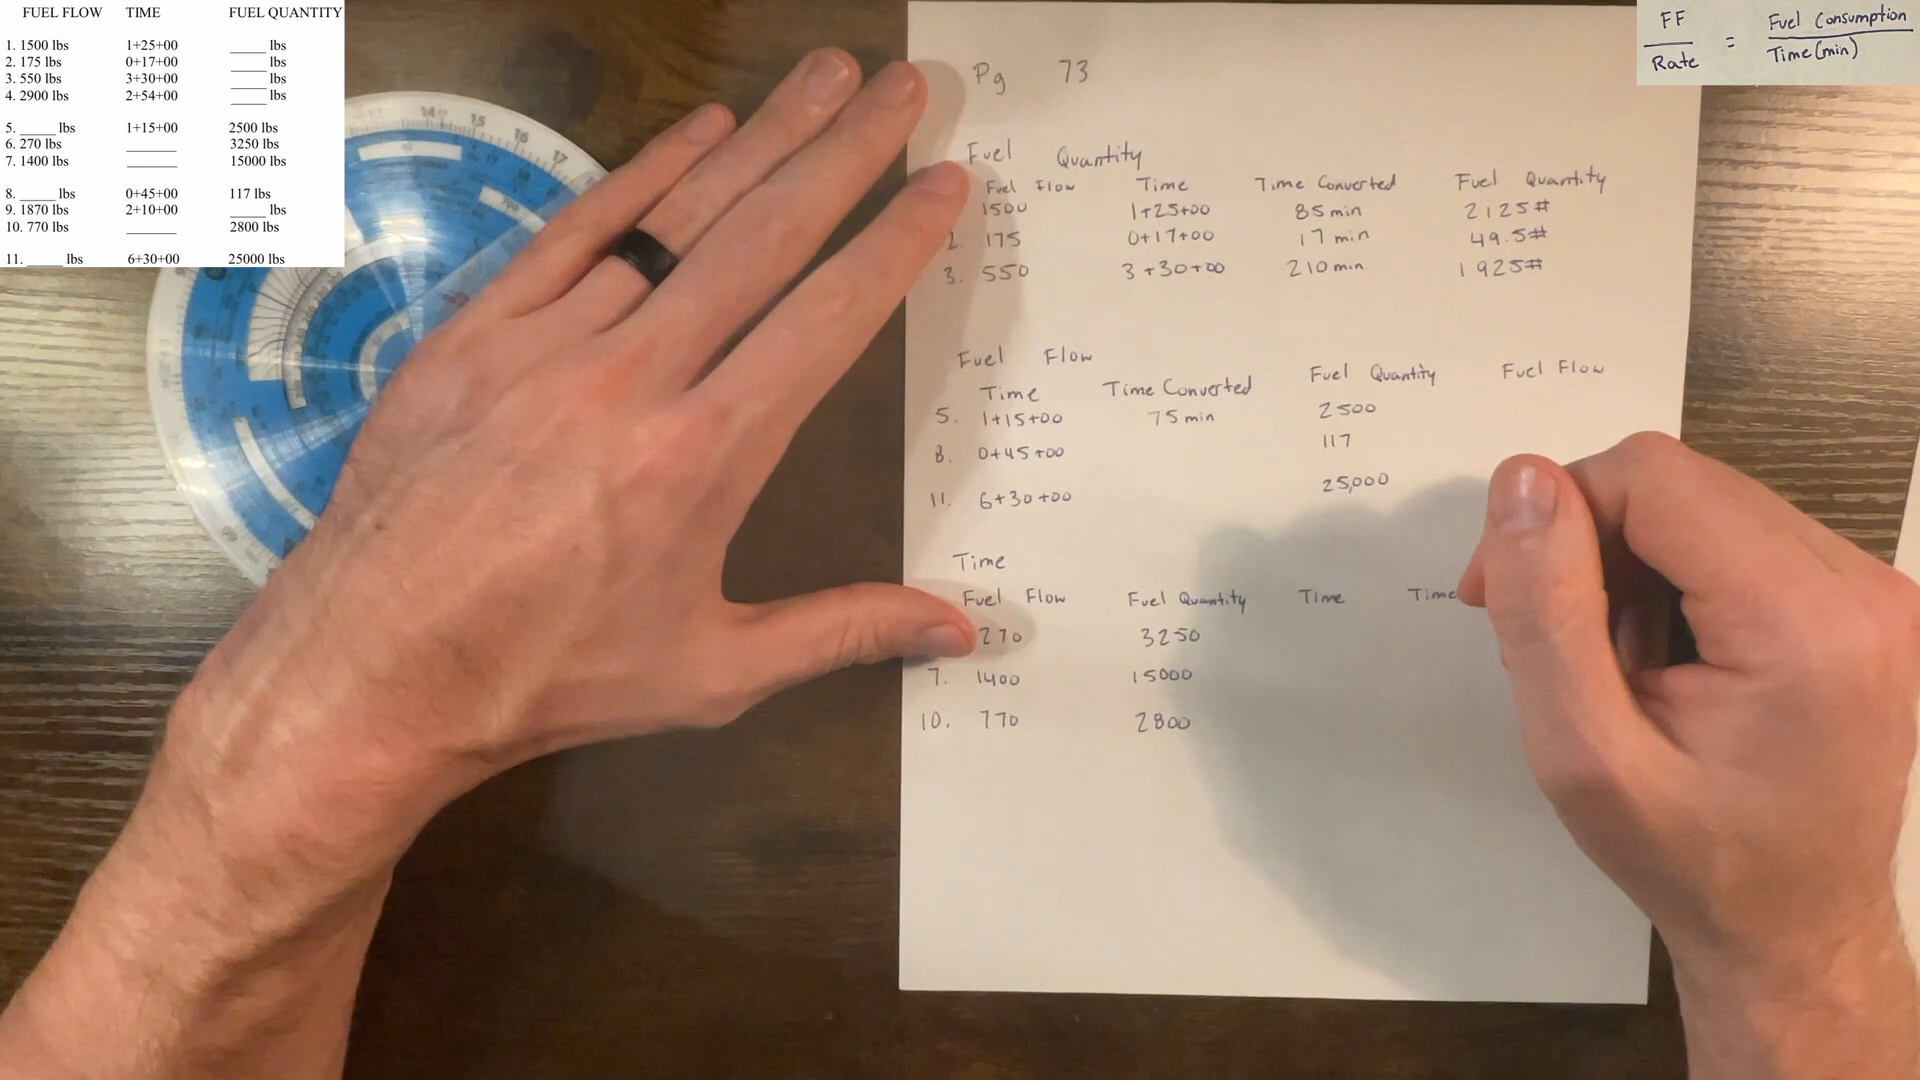 FUEL FLOW TIME FUEL QUANTITY
1. 1500 lbs 1+25+00 _____ lbs
2. 175 lbs 0+17+00 _____ lbs
3. 550 lbs 3+30+00 _____ lbs
4. 2900 lbs 2+54+00 _____ lbs
5. _____ lbs 1+15+00 2500 lbs
6. 270 lbs _______ 3250 lbs
7. 1400 lbs _______ 15000 lbs
8. _____ lbs 0+45+00 117 lbs
9. 1870 lbs 2+10+00 _____ lbs
10. 770 lbs _______ 2800 lbs
11. _____ lbs 6+30+00 25000 lbs
FF / Rate = Fuel Consumption / Time (min)
14 15 16 17
Pg 73
Fuel Quantity
Fuel Flow Time Time Converted Fuel Quantity
1500 1+25+00 85 min 2125#
2. 175 0+17+00 17 min 49.5#
3. 550 3+30+00 210 min 1925#
Fuel Flow
Time Time Converted Fuel Quantity Fuel Flow
5. 1+15+00 75 min 2500
8. 0+45+00 117
11. 6+30+00 25,000
Time
Fuel Flow Fuel Quantity Time Time
270 3250
7. 1400 15000
10. 770 2800